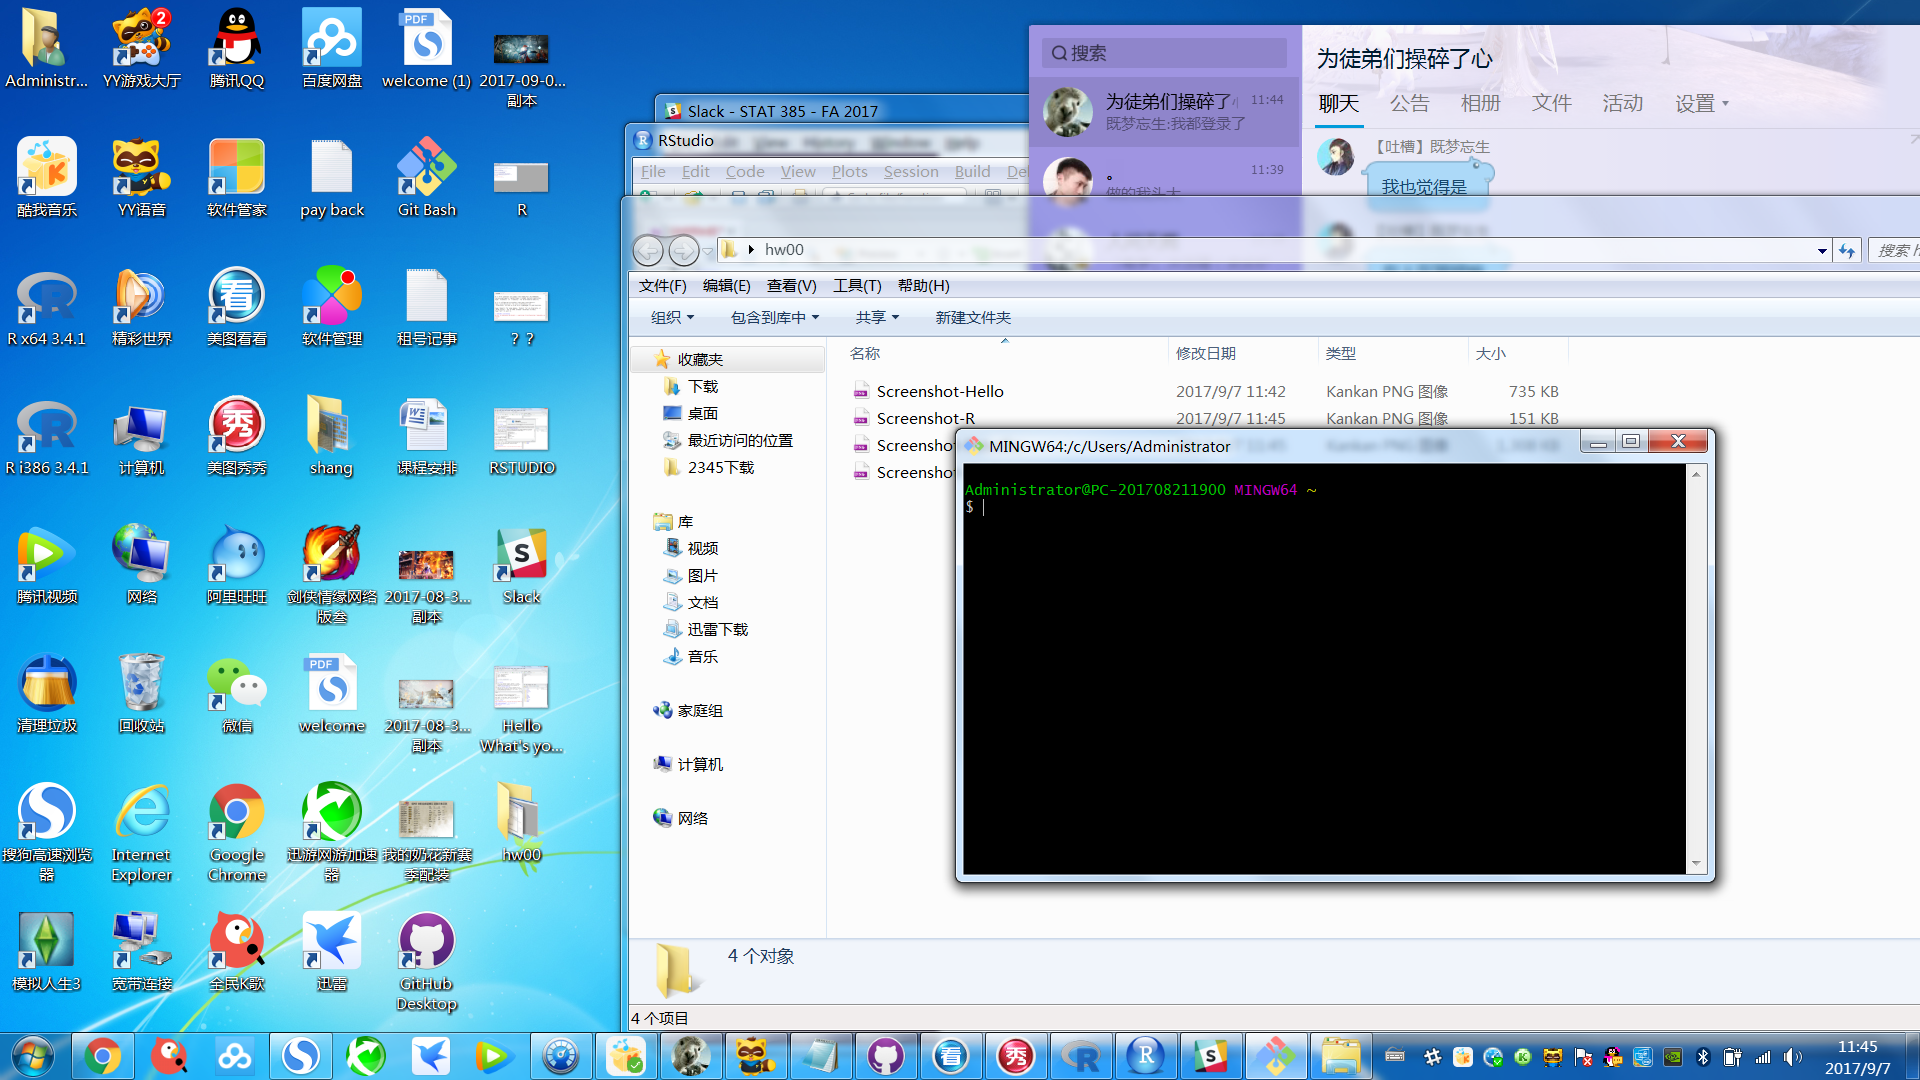 Administr...
YY游戏大厅
2
腾讯QQ
百度网盘
PDF
welcome (1)
2017-09-0...
副本
酷我音乐
YY语音
软件管家
pay back
Git Bash
R
R x64 3.4.1
精彩世界
看
美图看看
软件管理
租号记事
？？
R i386 3.4.1
计算机
秀
美图秀秀
shang
课程安排
RSTUDIO
腾讯视频
网络
阿里旺旺
剑侠情缘网络
版叁
2017-08-3...
副本
Slack
清理垃圾
回收站
微信
PDF
welcome
2017-08-3...
副本
Hello
What's yo...
搜狗高速浏览
器
Internet
Explorer
Google
Chrome
迅游网游加速
器
我的奶花新赛
季配装
hw00
模拟人生3
宽带连接
全民K歌
迅雷
GitHub
Desktop
Slack - STAT 385 - FA 2017
RStudio
File Edit Code View Plots Session Build De
搜索
为徒弟们操碎了
11:44
既梦忘生:我都登录了
。
11:39
做的我头大
为徒弟们操碎了心
聊天 公告 相册 文件 活动 设置
【吐槽】既梦忘生
我也觉得是
hw00
搜索 h
文件(F) 编辑(E) 查看(V) 工具(T) 帮助(H)
组织 包含到库中 共享 新建文件夹
收藏夹
下载
桌面
最近访问的位置
2345下载
库
视频
图片
文档
迅雷下载
音乐
家庭组
计算机
网络
名称 修改日期 类型 大小
Screenshot-Hello 2017/9/7 11:42 Kankan PNG 图像 735 KB
Screenshot-R 2017/9/7 11:45 Kankan PNG 图像 151 KB
Screenshot
Screenshot
MINGW64:/c/Users/Administrator
Administrator@PC-201708211900 MINGW64 ~
$
4 个对象
4 个项目
11:45
2017/9/7